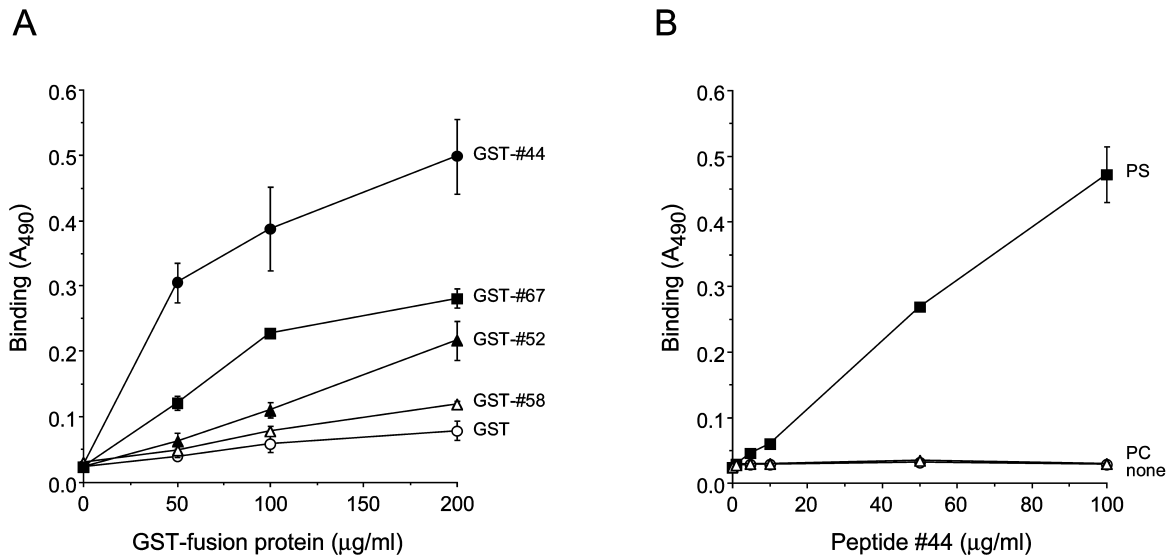 A
0.6
0.5
0.4
0.3
0.2
0.1
0.0
Binding (A490)
GST-#44
GST-#67
GST-#52
GST-#58
GST
0 50 100 150 200
GST-fusion protein (μg/ml)
B
0.6
0.5
0.4
0.3
0.2
0.1
0.0
Binding (A490)
PS
PC
none
0 20 40 60 80 100
Peptide #44 (μg/ml)